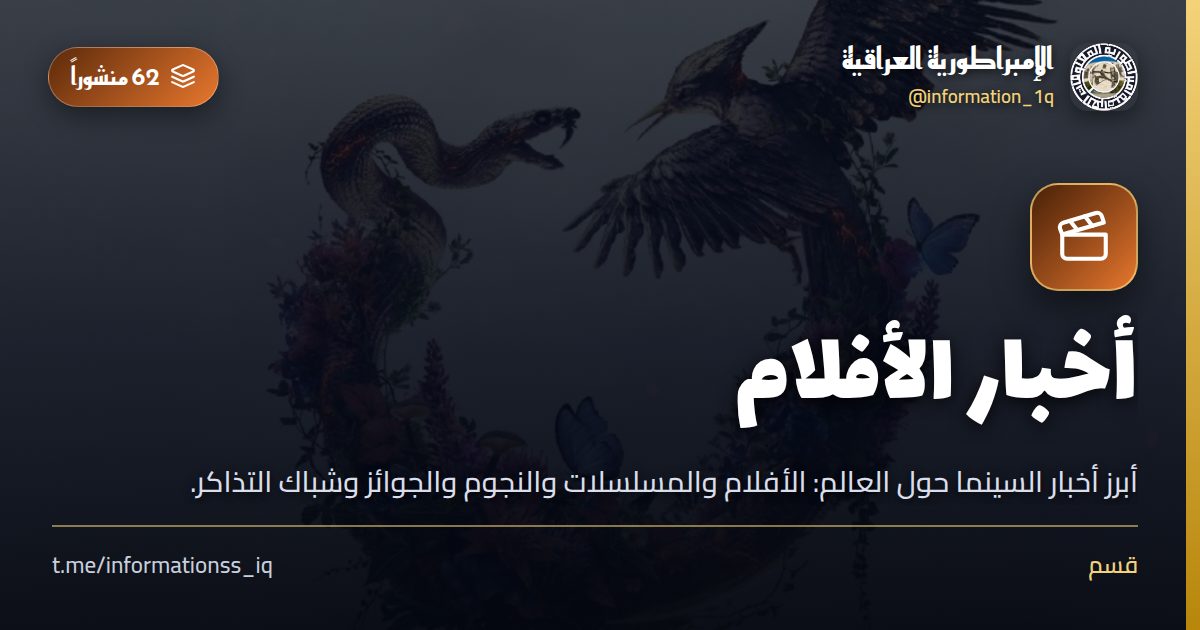 الإمبراطورية العراقية
@information_1q
62 منشوراً
أخبار الأفلام
أبرز أخبار السينما حول العالم: الأفلام والمسلسلات والنجوم والجوائز وشباك التذاكر.
قسم
t.me/informationss_iq